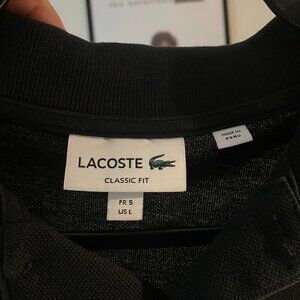 LACOSTE
CLASSIC FIT
FR 5
US L
MADE IN
PERU